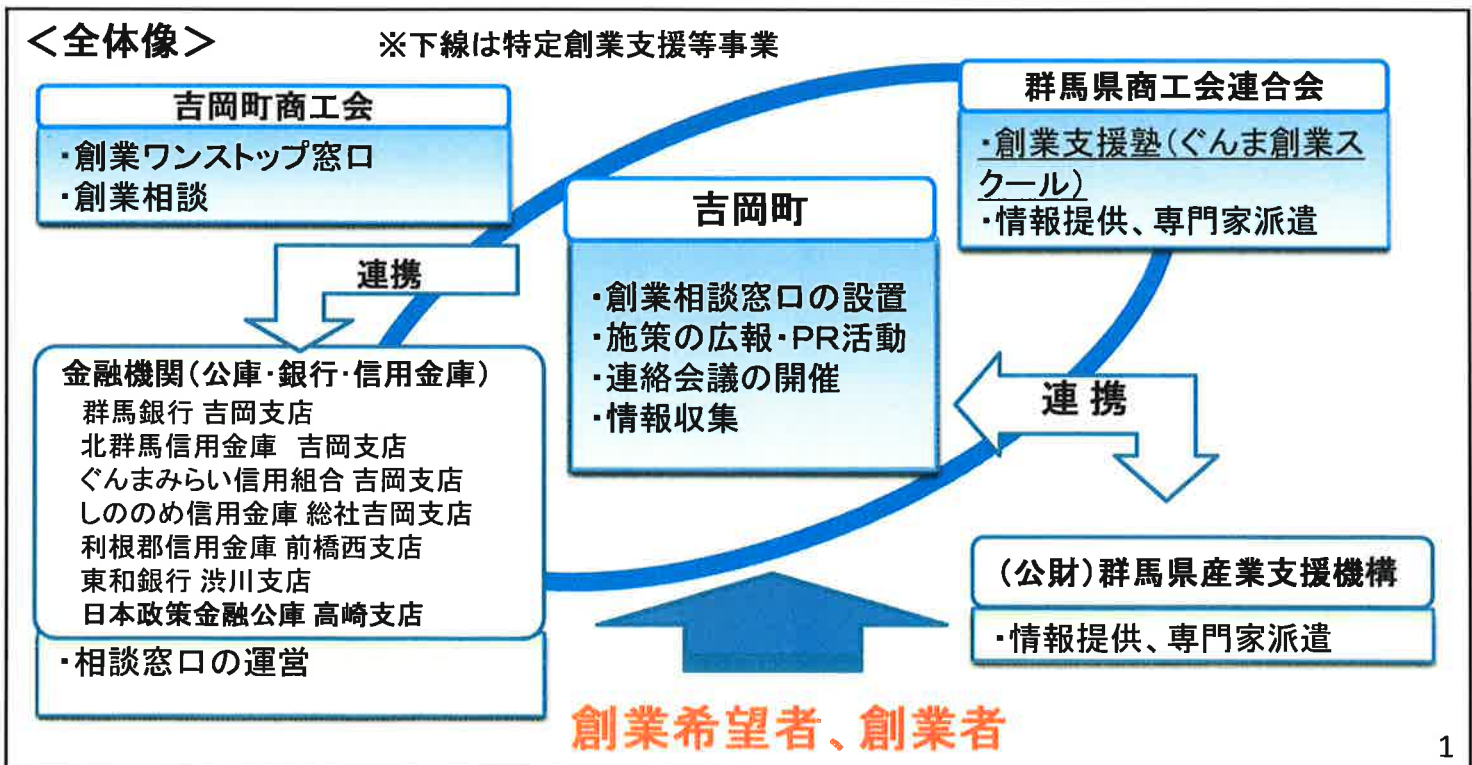 <全体像>
※下線は特定創業支援等事業
吉岡町商工会
・創業ワンストップ窓口
・創業相談
連携
金融機関(公庫・銀行・信用金庫)
群馬銀行 吉岡支店
北群馬信用金庫 吉岡支店
ぐんまみらい信用組合 吉岡支店
しののめ信用金庫 総社吉岡支店
利根郡信用金庫 前橋西支店
東和銀行 渋川支店
日本政策金融公庫 高崎支店
・相談窓口の運営
吉岡町
・創業相談窓口の設置
・施策の広報・PR活動
・連絡会議の開催
・情報収集
群馬県商工会連合会
・創業支援塾(ぐんま創業ス
クール)
・情報提供、専門家派遣
連携
(公財)群馬県産業支援機構
・情報提供、専門家派遣
創業希望者、創業者
1